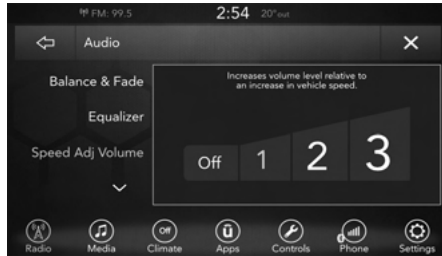 FM: 99.5
2:54
20°out
Audio
Balance & Fade
Equalizer
Speed Adj Volume
Increases volume level relative to
an increase in vehicle speed.
Off 1 2 3
Off
ū
Radio Media Climate Apps Controls Phone Settings